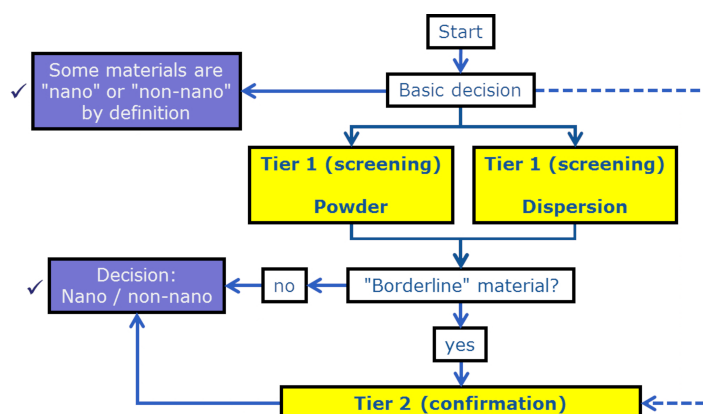 Start
Some materials are
"nano" or "non-nano"
by definition
Basic decision
Tier 1 (screening)
Powder
Tier 1 (screening)
Dispersion
Decision:
Nano / non-nano
no
"Borderline" material?
yes
Tier 2 (confirmation)